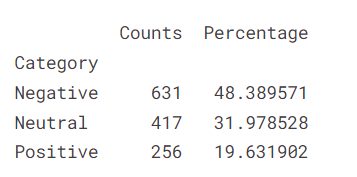 Counts Percentage
Category
Negative 631 48.389571
Neutral 417 31.978528
Positive 256 19.631902